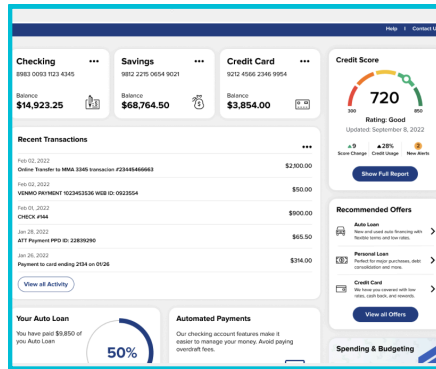 Help | Contact U
Checking •••
8983 0093 1123 4345
Balance
$14,923.25
Savings •••
9812 2215 0654 9021
Balance
$68,764.50
Credit Card •••
9212 4566 2346 9954
Balance
$3,854.00
Credit Score
720
300 850
Rating: Good
Updated: September 8, 2022
▲9 ▲28% 2
Score Change Credit Usage New Alerts
Show Full Report
Recent Transactions
•••
Feb 02, 2022
Online Transfer to MMA 3345 transacion #23445466663 $2,100.00
Feb 02, 2022
VENMO PAYMENT 1023453536 WEB ID: 0923554 $50.00
Feb 01, ,2022
CHECK #144 $900.00
Jan 28, 2022
ATT Payment PPD ID: 22839290 $65.50
Jan 26, 2022
Payment to card ending 2134 on 01/26 $314.00
View all Activity
Recommended Offers
Auto Loan
New and used auto financing with
flexible terms and low rates.
Personal Loan
Perfect for major purchases, debt
consolidation and more.
Credit Card
We have you covered with low
rates, cash back, and rewards.
View all Offers
Your Auto Loan
You have paid $9,850 of
you Auto Loan
50%
Automated Payments
Our checking account features make it
easier to manage your money. Avoid paying
overdraft fees.
Spending & Budgeting